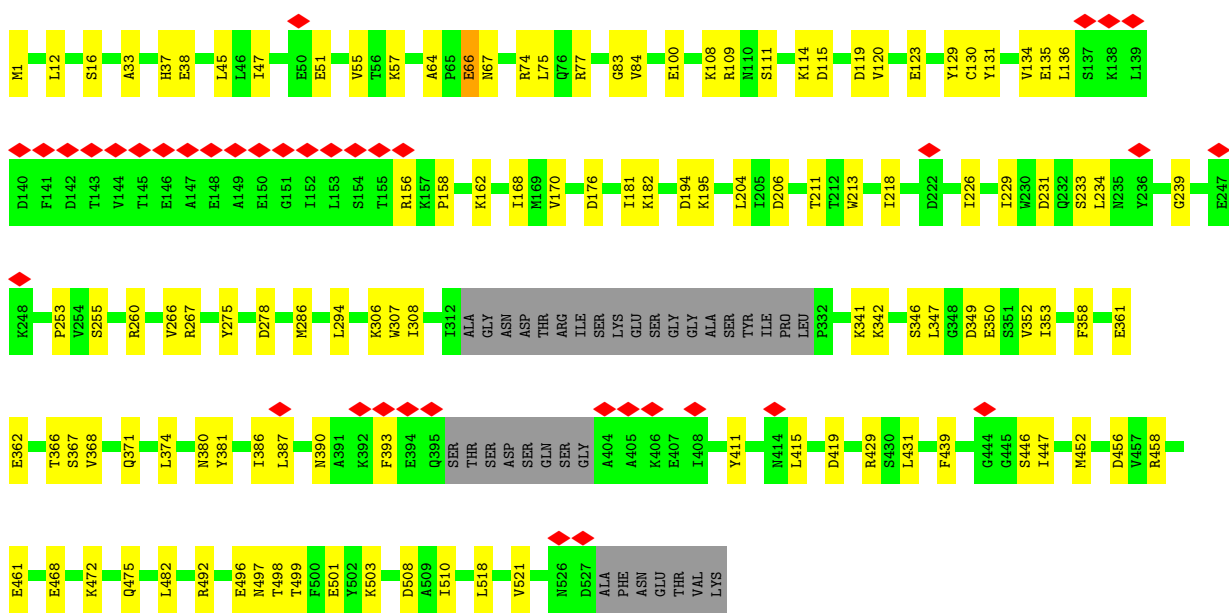 M1 L12 S16 A33 H37 E38 L45 L46 I47 E50 E51 V55 T56 K57 A64 P65 E66 N67 R74 L75 Q76 R77 G83 V84 E100 K108 R109 N110 S111 K114 D115 D119 V120 E123 Y129 C130 Y131 V134 E135 L136 S137 K138 L139
D140 F141 D142 T143 V144 T145 E146 A147 E148 A149 E150 G151 I152 L153 S154 T155 R156 K157 P158 K162 I168 M169 V170 D176 I181 K182 D194 K195 L204 I205 D206 T211 T212 W213 I218 D222 I226 I229 W230 D231 Q232 S233 L234 N235 Y236 G239 E247
K248 P253 V254 S255 R260 V266 R267 Y275 D278 M286 L294 K306 W307 I308 I312 ALA GLY ASN ASP THR ARG ILE SER LYS GLU SER GLY GLY ALA SER TYR ILE PRO LEU P332 K341 K342 S346 L347 G348 D349 E350 S351 V352 I353 F358 E361
E362 T366 S367 V368 Q371 L374 N380 Y381 I386 L387 N390 A391 K392 F393 E394 Q395 SER THR SER ASP SER GLN SER GLY A404 A405 K406 E407 I408 Y411 N414 L415 D419 R429 S430 L431 F439 G444 G445 S446 I447 M452 D456 V457 R458
E461 E468 K472 Q475 L482 R492 E496 N497 T498 T499 F500 E501 Y502 K503 D508 A509 I510 L518 V521 N526 D527 ALA PHE ASN GLU THR VAL LYS